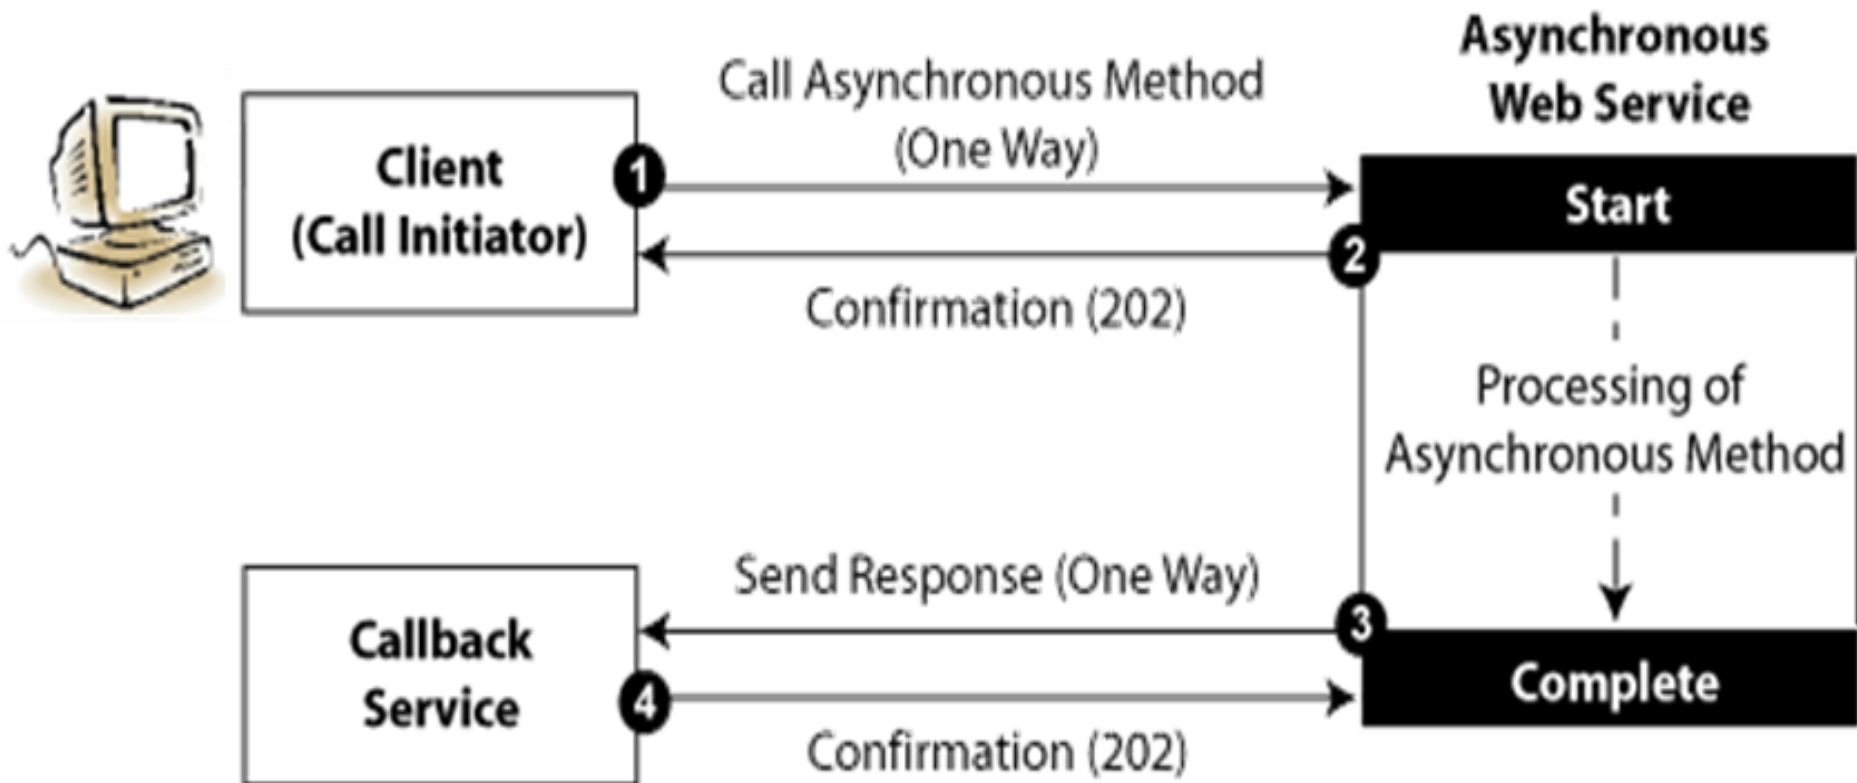 Asynchronous
Web Service
Call Asynchronous Method
(One Way)
Client
(Call Initiator)
1
Start
2
Confirmation (202)
Processing of
Asynchronous Method
Send Response (One Way)
3
Callback
Service
4
Complete
Confirmation (202)